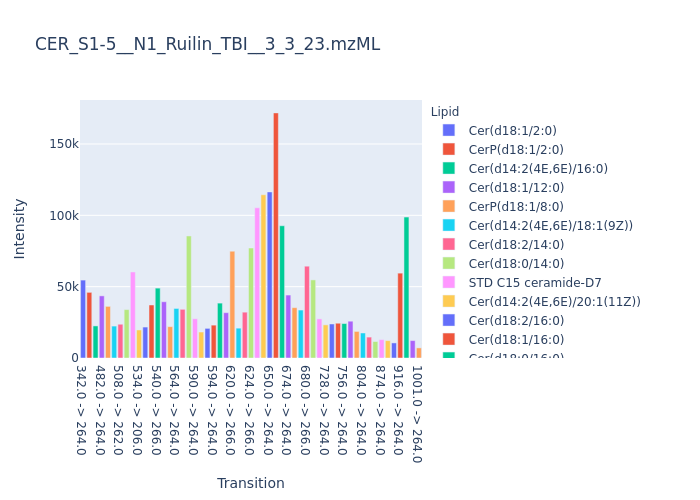 CER_S1-5__N1_Ruilin_TBI__3_3_23.mzML
Lipid
Cer(d18:1/2:0)
CerP(d18:1/2:0)
Cer(d14:2(4E,6E)/16:0)
Cer(d18:1/12:0)
CerP(d18:1/8:0)
Cer(d14:2(4E,6E)/18:1(9Z))
Cer(d18:2/14:0)
Cer(d18:0/14:0)
STD C15 ceramide-D7
Cer(d14:2(4E,6E)/20:1(11Z))
Cer(d18:2/16:0)
Cer(d18:1/16:0)
Cer(d18:0/16:0)
Intensity
150k
100k
50k
0
342.0 -> 264.0
482.0 -> 264.0
508.0 -> 262.0
534.0 -> 206.0
540.0 -> 266.0
564.0 -> 264.0
590.0 -> 264.0
594.0 -> 264.0
620.0 -> 266.0
624.0 -> 264.0
650.0 -> 264.0
674.0 -> 264.0
680.0 -> 264.0
728.0 -> 264.0
756.0 -> 264.0
804.0 -> 264.0
874.0 -> 264.0
916.0 -> 264.0
1001.0 -> 264.0
Transition